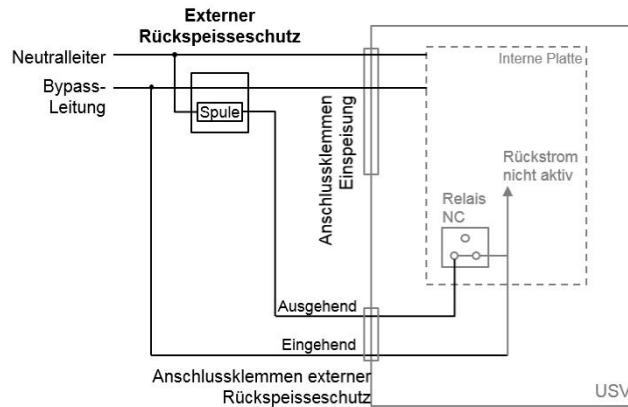 Externer
Rückspeisseschutz
Neutralleiter
Bypass-
Leitung
Spule
Anschlussklemmen
Einspeisung
Interne Platte
Rückstrom
nicht aktiv
Relais
NC
Ausgehend
Eingehend
Anschlussklemmen externer
Rückspeisseschutz
USV